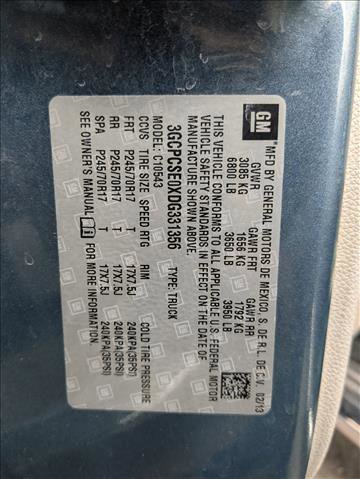 GM
MFD BY GENERAL MOTORS DE MEXICO, S. DE R.L. DE C.V. 02/13
GVWR GAWR FRT GAWR RR
3085 KG 1656 KG 1792 KG
6800 LB 3650 LB 3950 LB
THIS VEHICLE CONFORMS TO ALL APPLICABLE U.S. FEDERAL MOTOR
VEHICLE SAFETY STANDARDS IN EFFECT ON THE DATE OF
MANUFACTURE SHOWN ABOVE.
3GCPCSE0XDG331356 TYPE: TRUCK
MODEL: C10543
CCVS TIRE SIZE SPEED RTG RIM COLD TIRE PRESSURE
FRT P245/70R17 T 17X7.5J 240KPA(35PSI)
RR P245/70R17 T 17X7.5J 240KPA(35PSI)
SPA P245/70R17 T 17X7.5J 240KPA(35PSI)
SEE OWNER'S MANUAL